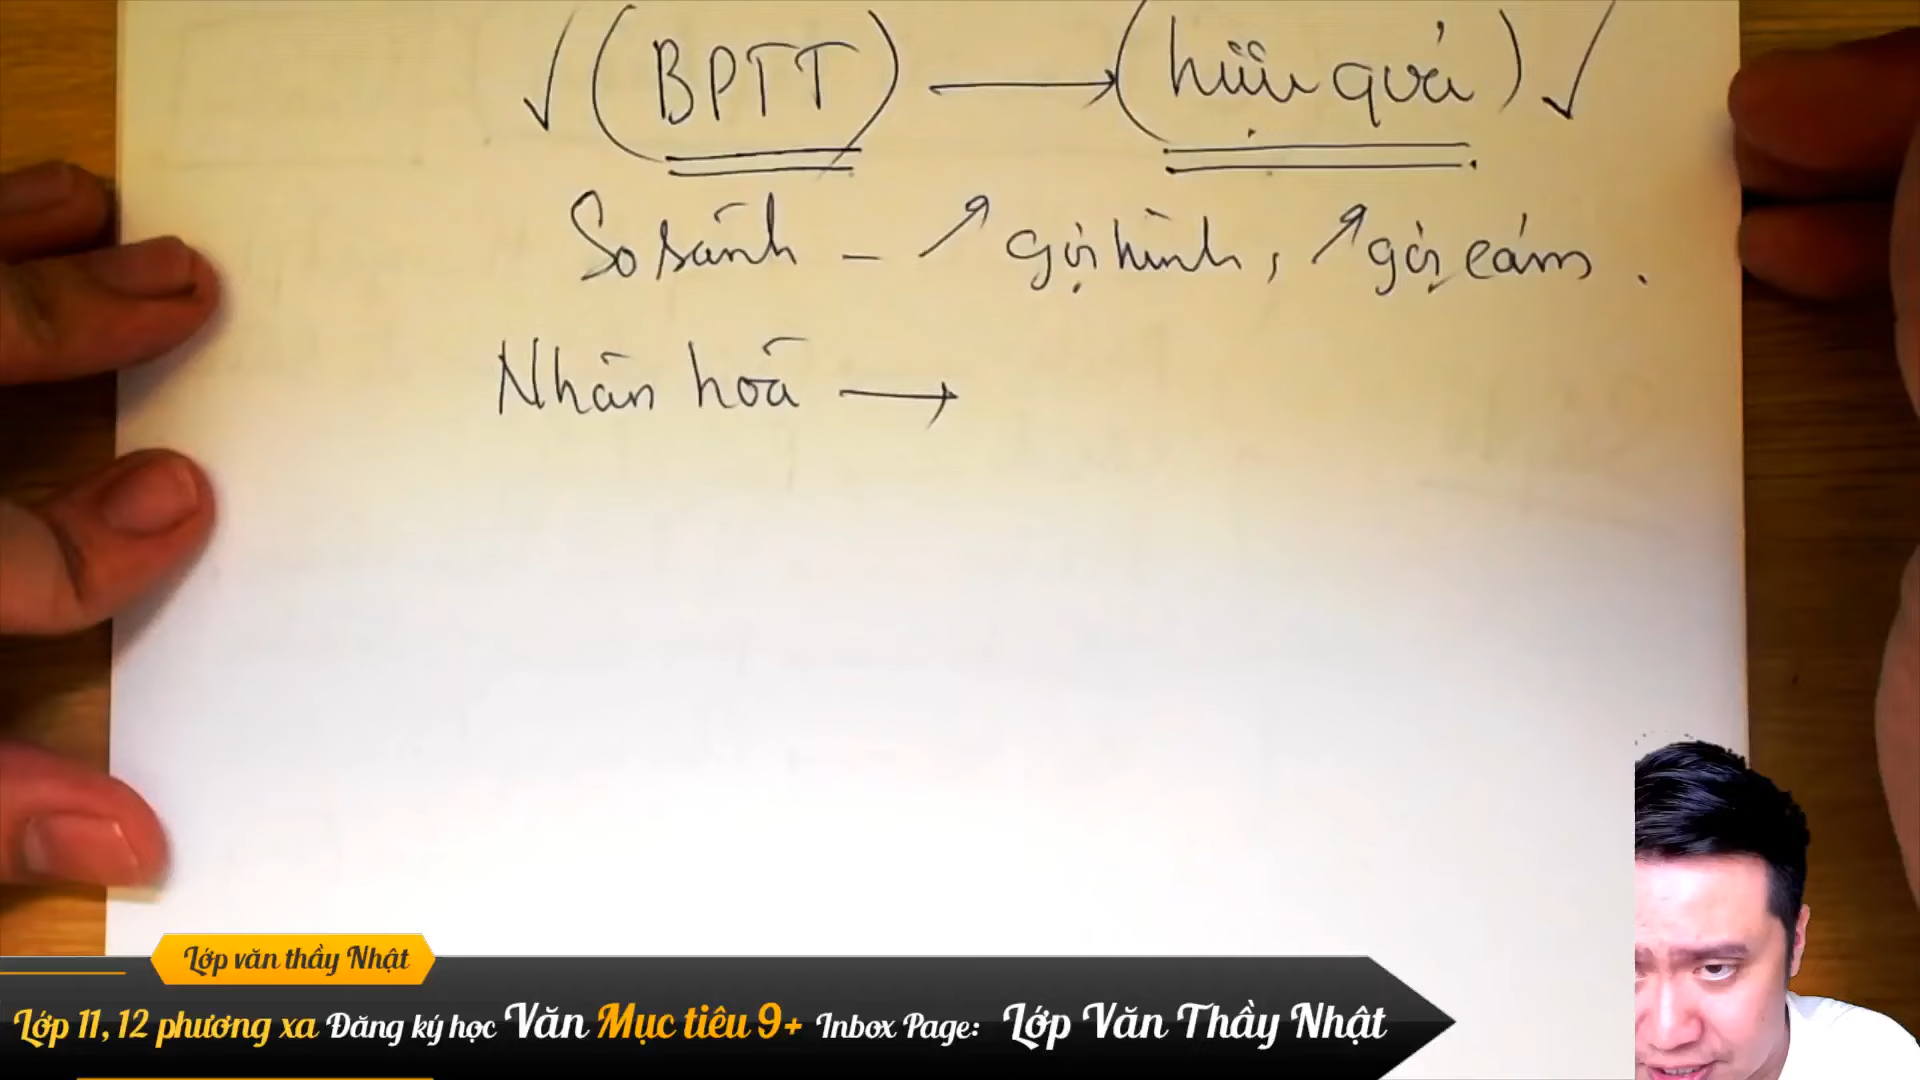 ✓ (BPTT) → (hiệu quả) ✓
So sánh - ↗ gợi hình, ↗ gợi cảm.
Nhân hoá →
Lớp văn thầy Nhật
Lớp 11, 12 phương xa Đăng ký học Văn Mục tiêu 9+ Inbox Page: Lớp Văn Thầy Nhật